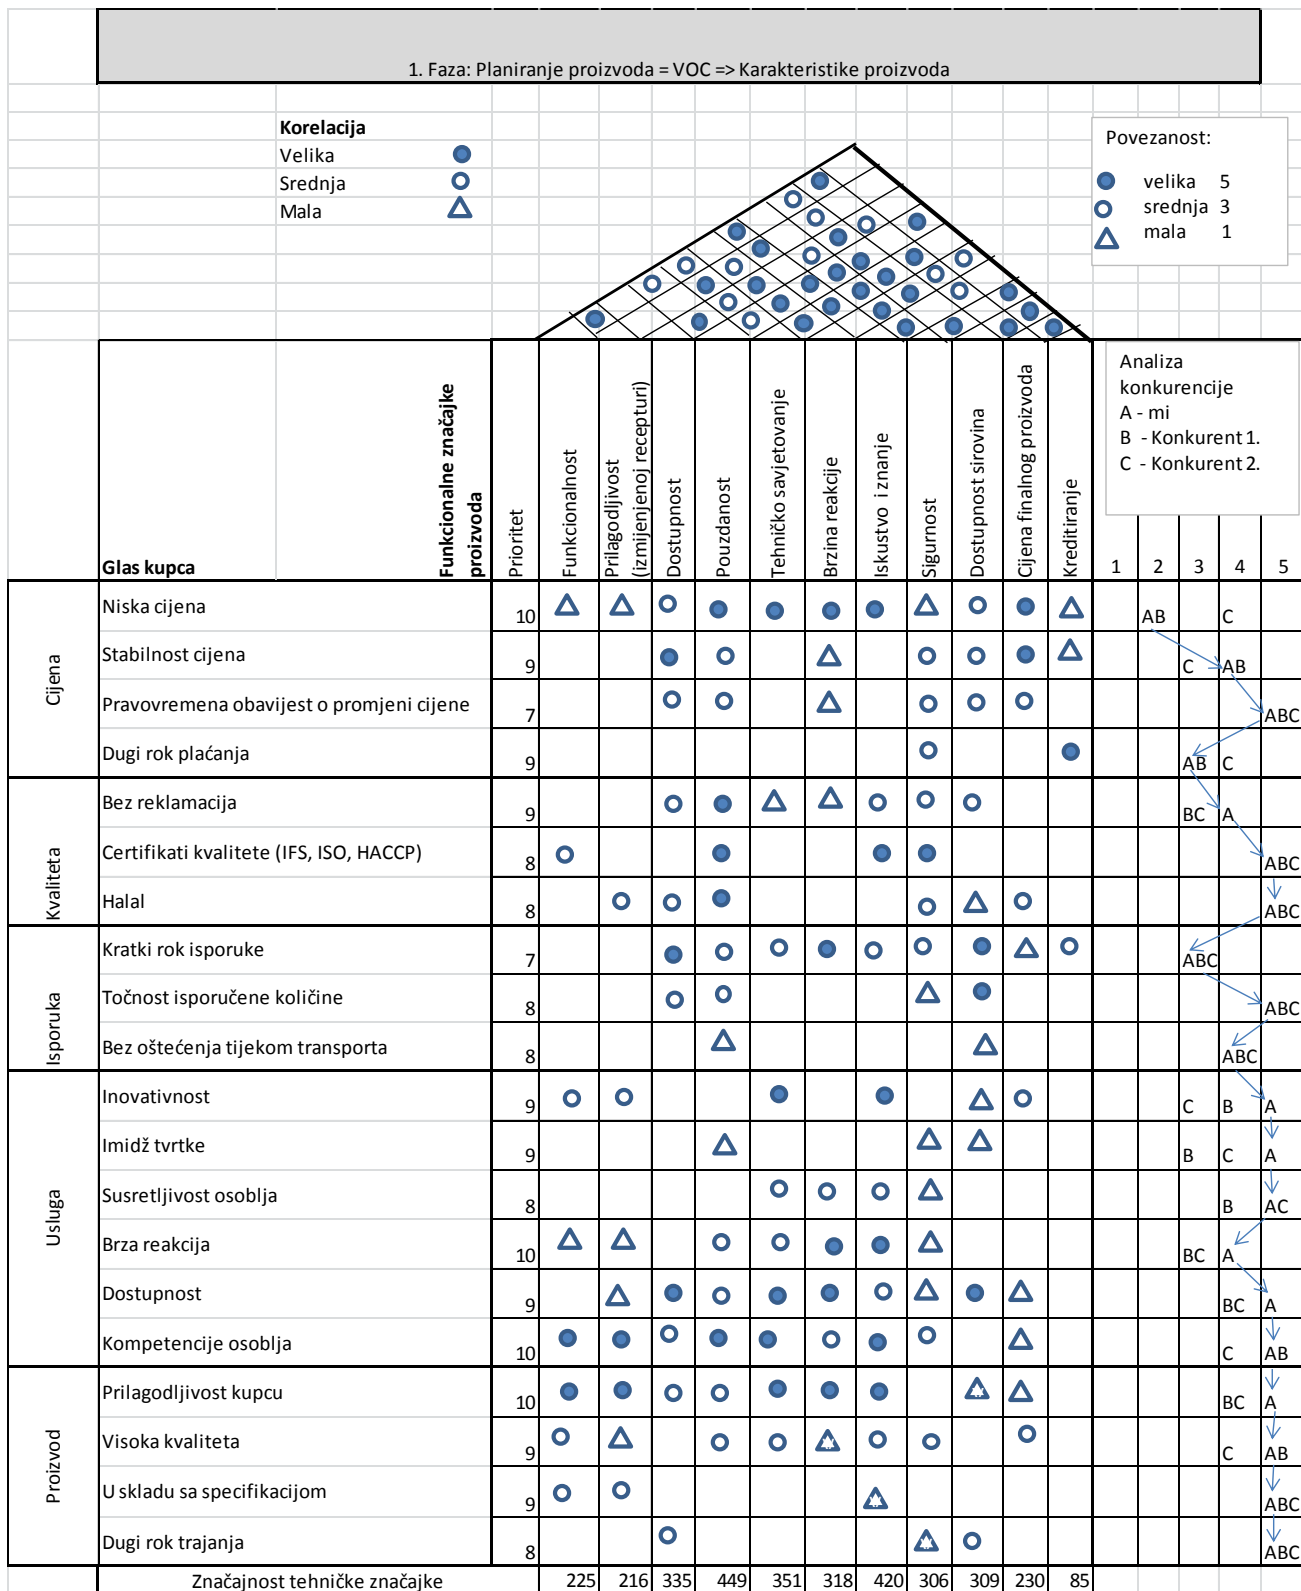 1. Faza: Planiranje proizvoda = VOC => Karakteristike proizvoda
Korelacija
Velika
Srednja
Mala
Povezanost:
velika 5
srednja 3
mala 1
Analiza
konkurencije
A - mi
B - Konkurent 1.
C - Konkurent 2.
Glas kupca
Funkcionalne značajke
proizvoda
Prioritet
Funkcionalnost
Prilagodljivost
(izmijenjenoj recepturi)
Dostupnost
Pouzdanost
Tehničko savjetovanje
Brzina reakcije
Iskustvo i znanje
Sigurnost
Dostupnost sirovina
Cijena finalnog proizvoda
Kreditiranje
1 2 3 4 5
Cijena
Niska cijena 10 AB C
Stabilnost cijena 9 C AB
Pravovremena obavijest o promjeni cijene 7 ABC
Dugi rok plaćanja 9 AB C
Kvaliteta
Bez reklamacija 9 BC A
Certifikati kvalitete (IFS, ISO, HACCP) 8 ABC
Halal 8 ABC
Isporuka
Kratki rok isporuke 7 ABC
Točnost isporučene količine 8 ABC
Bez oštećenja tijekom transporta 8 ABC
Usluga
Inovativnost 9 C B A
Imidž tvrtke 9 B C A
Susretljivost osoblja 8 B AC
Brza reakcija 10 BC A
Dostupnost 9 BC A
Kompetencije osoblja 10 C AB
Proizvod
Prilagodljivost kupcu 10 BC A
Visoka kvaliteta 9 C AB
U skladu sa specifikacijom 9 ABC
Dugi rok trajanja 8 ABC
Značajnost tehničke značajke 225 216 335 449 351 318 420 306 309 230 85